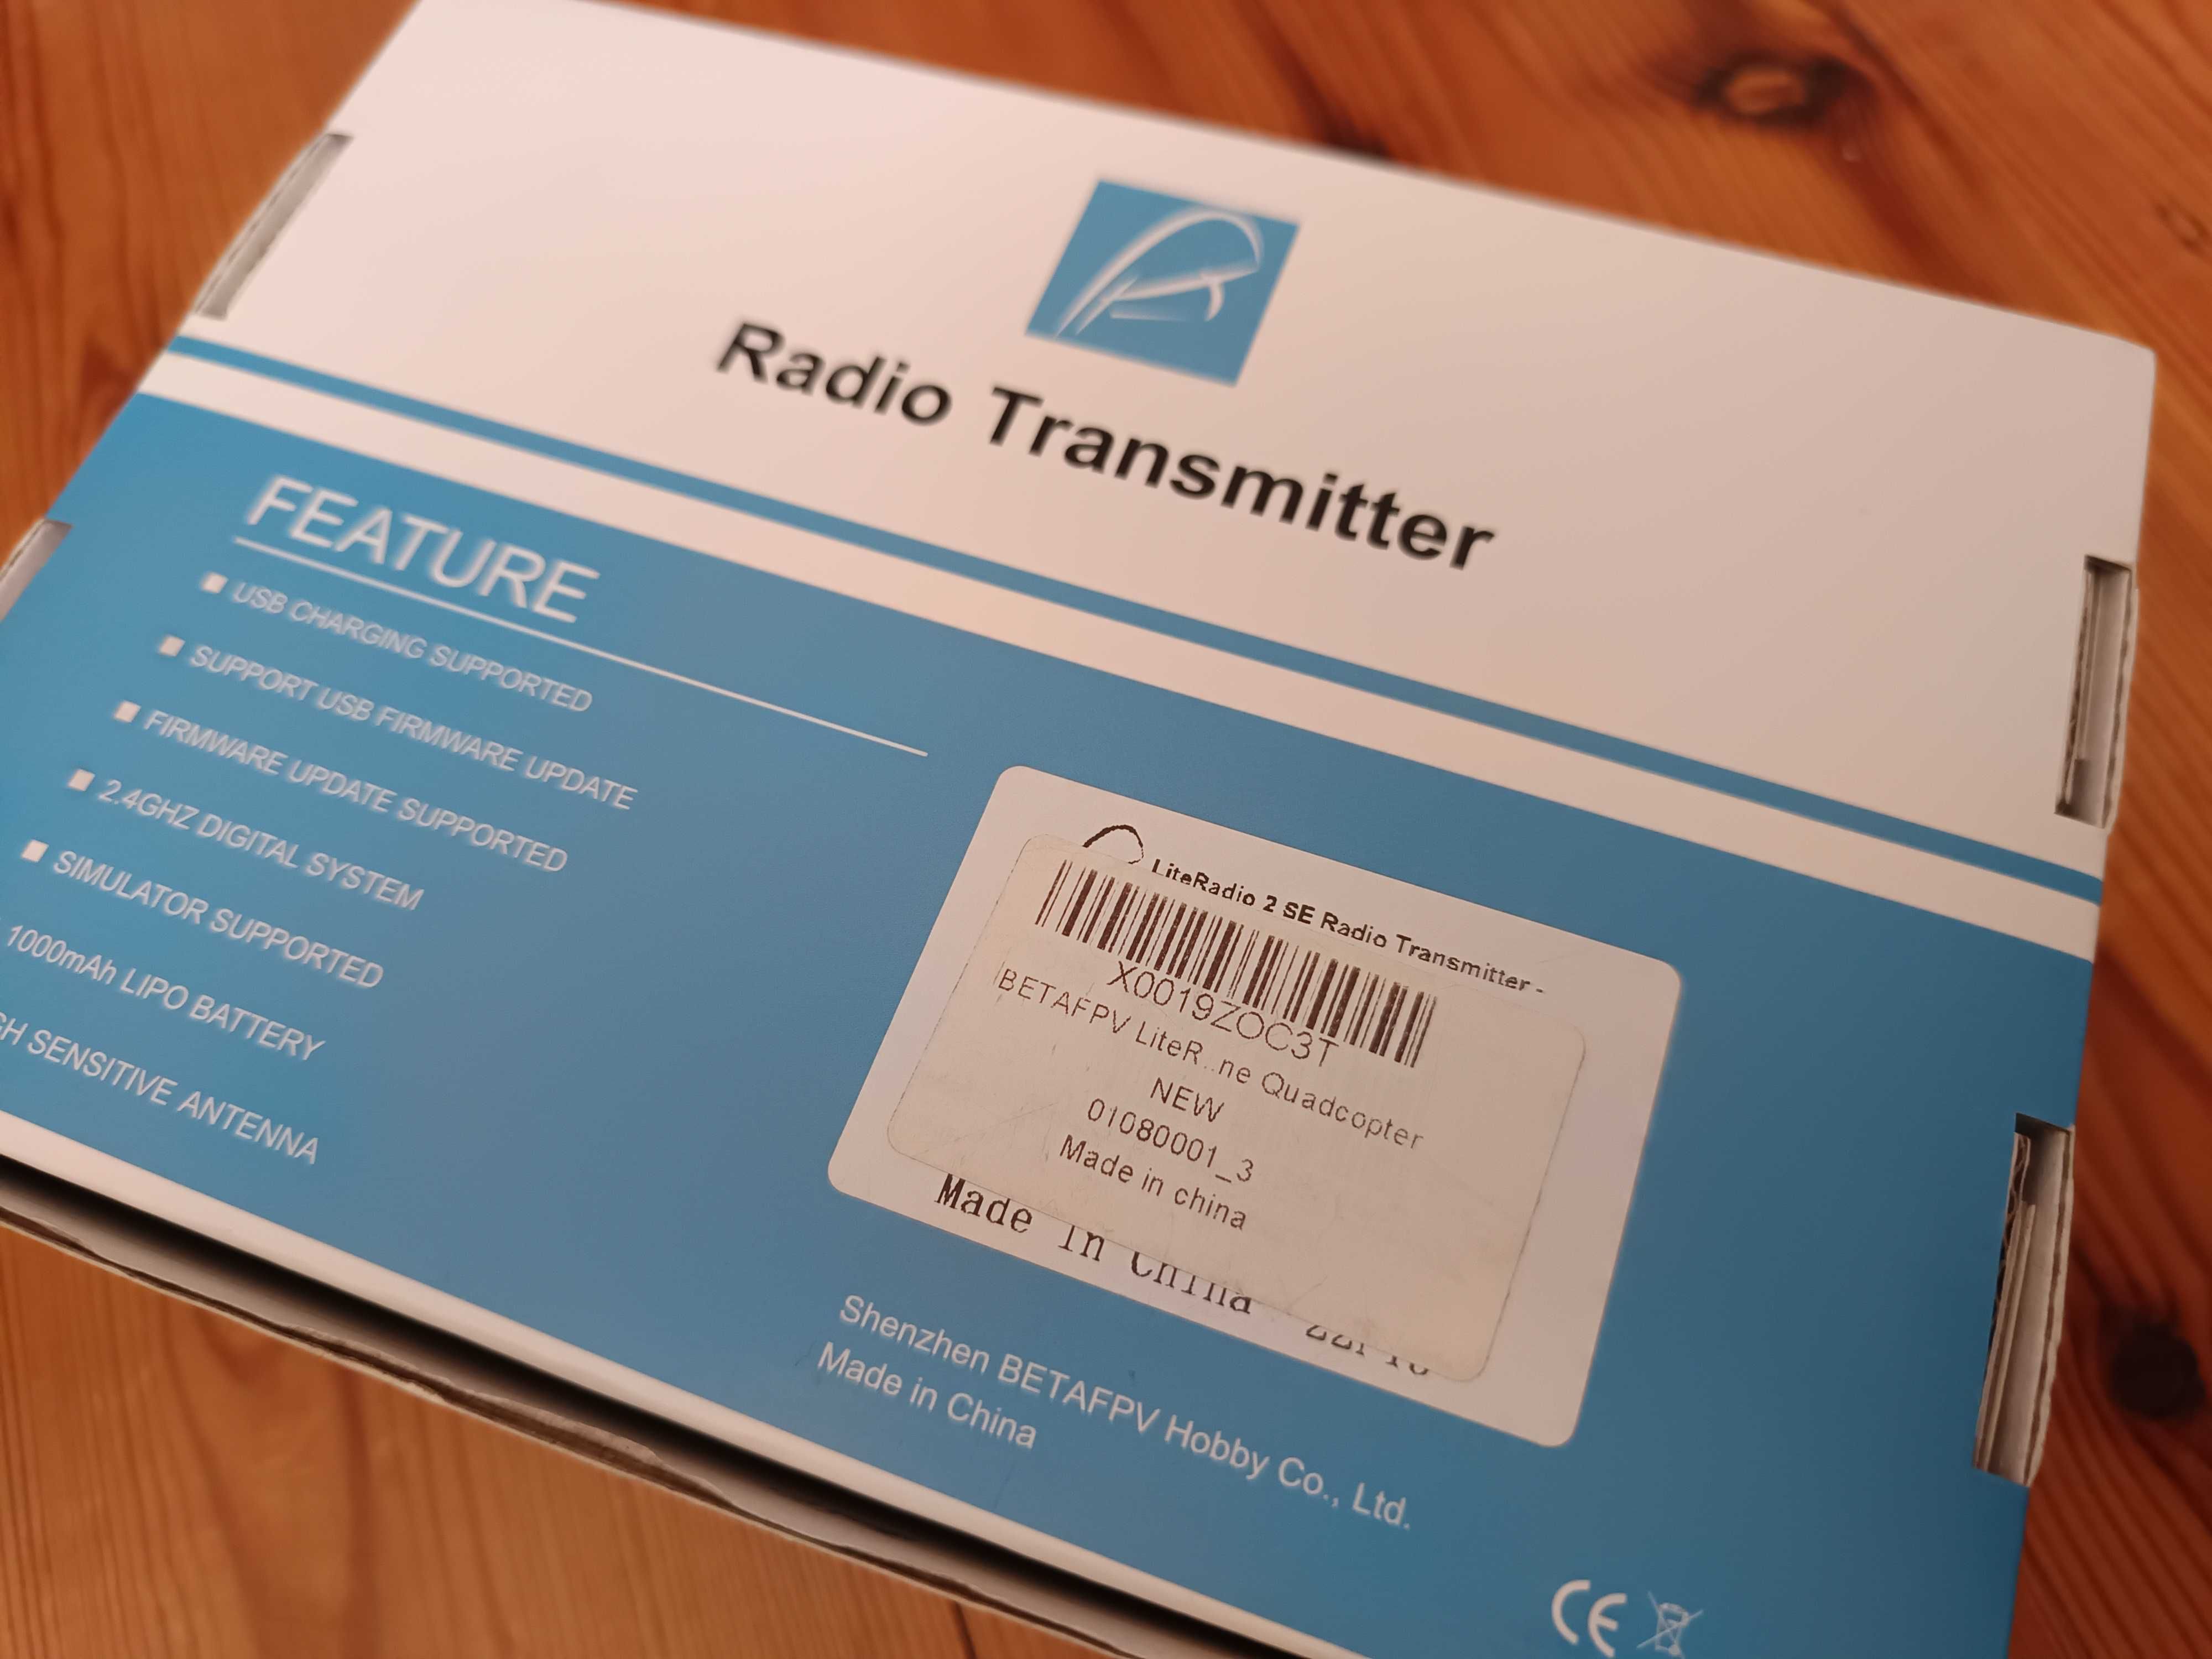 Radio Transmitter
FEATURE
USB CHARGING SUPPORTED
SUPPORT USB FIRMWARE UPDATE
FIRMWARE UPDATE SUPPORTED
2.4GHZ DIGITAL SYSTEM
SIMULATOR SUPPORTED
1000mAh LIPO BATTERY
GH SENSITIVE ANTENNA
LiteRadio 2 SE Radio Transmitter -
X0019ZOC3T
BETAFPV LiteR...ne Quadcopter
NEW
01080001_3
Made in china
Made in China
Shenzhen BETAFPV Hobby Co., Ltd.
Made in China
CE